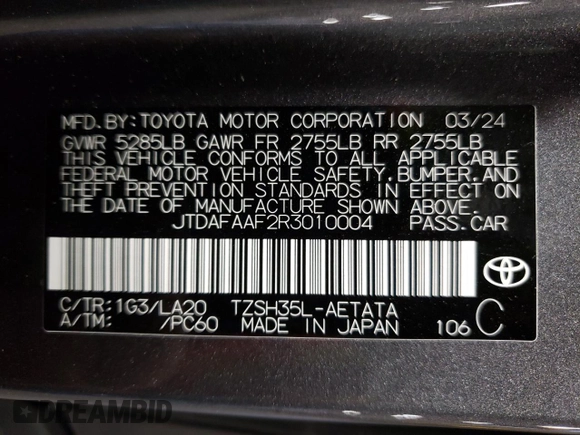 MFD.BY:TOYOTA MOTOR CORPORATION 03/24
GVWR 5285LB GAWR FR 2755LB RR 2755LB
THIS VEHICLE CONFORMS TO ALL APPLICABLE
FEDERAL MOTOR VEHICLE SAFETY,BUMPER,AND
THEFT PREVENTION STANDARDS IN EFFECT ON
THE DATE OF MANUFACTURE SHOWN ABOVE.
JTDAFAAF2R3010004 PASS.CAR
C/TR:1G3/LA20 TZSH35L-AETATA
A/TM: /PC60 MADE IN JAPAN 106 C
DREAMBID